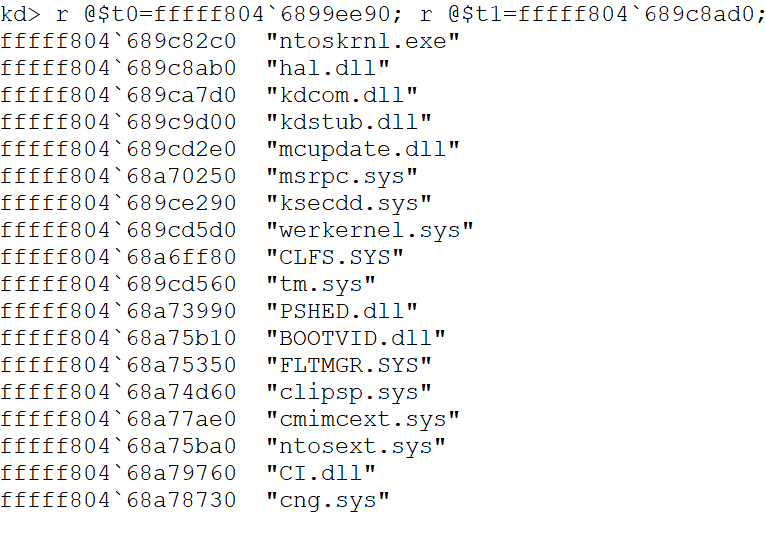 kd> r @$t0=fffff804`6899ee90; r @$t1=fffff804`689c8ad0;
fffff804`689c82c0  "ntoskrnl.exe"
fffff804`689c8ab0  "hal.dll"
fffff804`689ca7d0  "kdcom.dll"
fffff804`689c9d00  "kdstub.dll"
fffff804`689cd2e0  "mcupdate.dll"
fffff804`68a70250  "msrpc.sys"
fffff804`689ce290  "ksecdd.sys"
fffff804`689cd5d0  "werkernel.sys"
fffff804`68a6ff80  "CLFS.SYS"
fffff804`689cd560  "tm.sys"
fffff804`68a73990  "PSHED.dll"
fffff804`68a75b10  "BOOTVID.dll"
fffff804`68a75350  "FLTMGR.SYS"
fffff804`68a74d60  "clipsp.sys"
fffff804`68a77ae0  "cmimcext.sys"
fffff804`68a75ba0  "ntosext.sys"
fffff804`68a79760  "CI.dll"
fffff804`68a78730  "cng.sys"